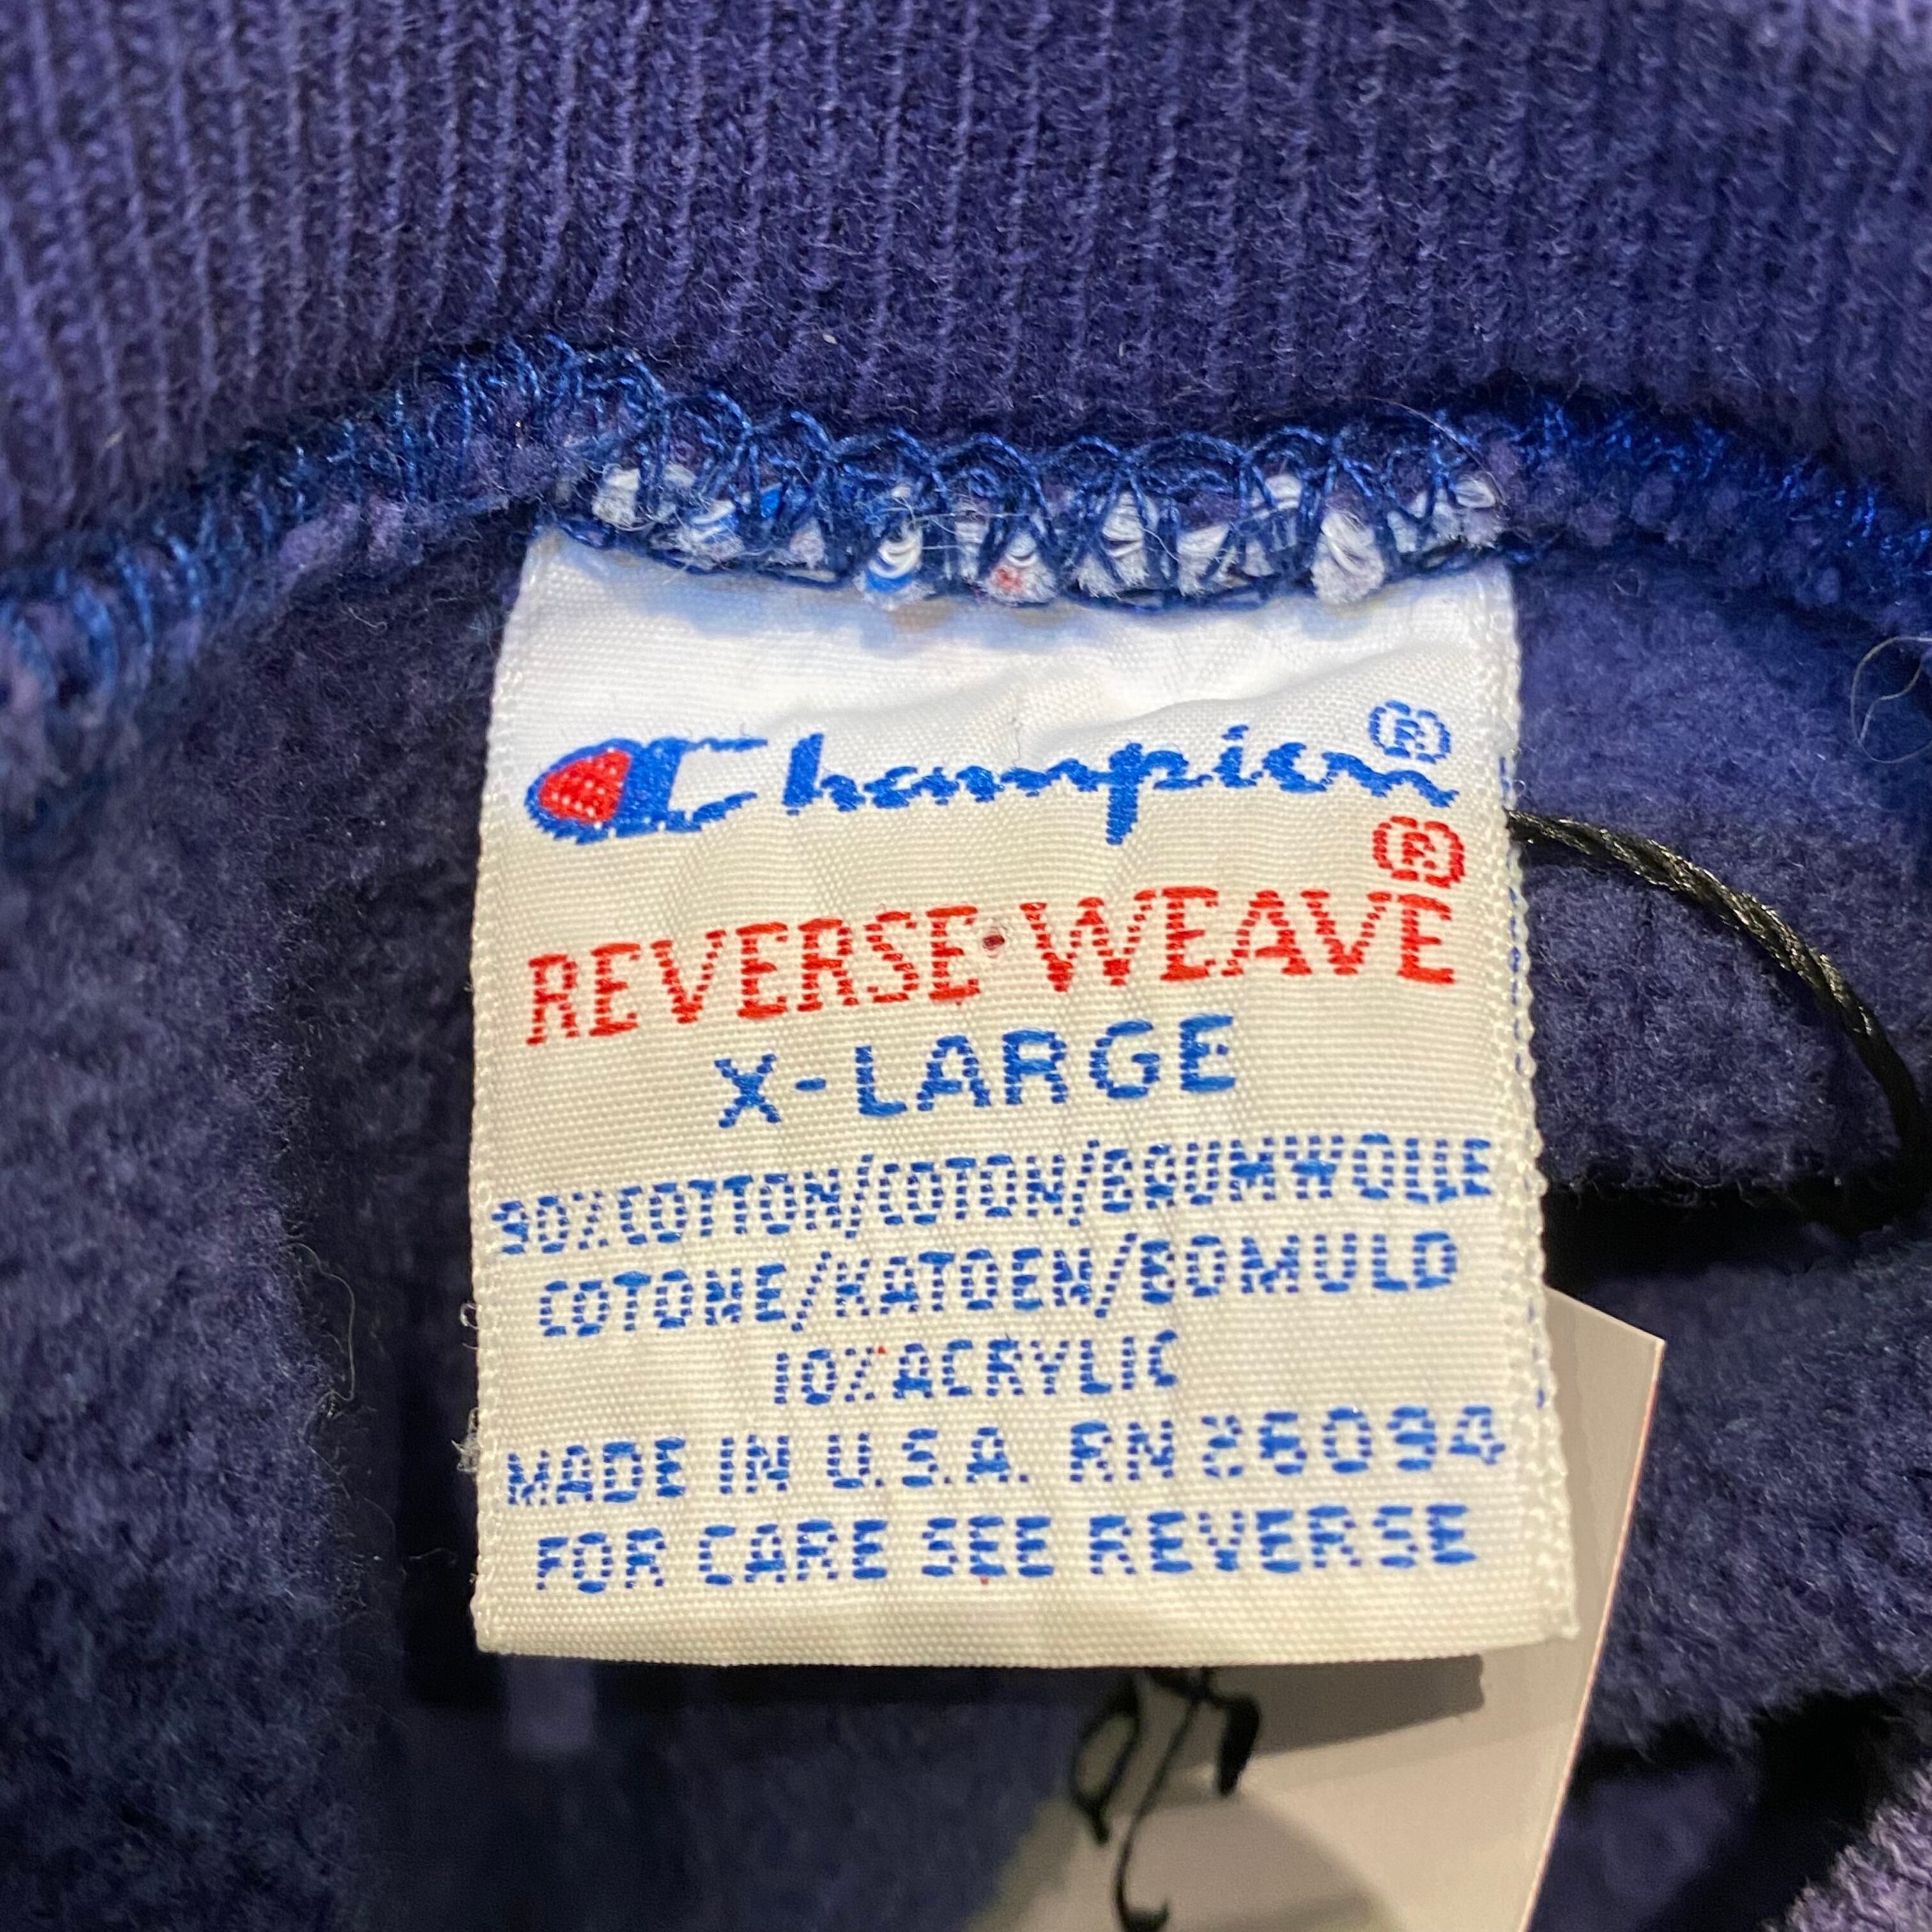 Champion®
REVERSE WEAVE®
X-LARGE
90% COTTON/COTON/BAUMWOLLE
COTONE/KATOEN/BOMULD
10% ACRYLIC
MADE IN U.S.A. RN 26094
FOR CARE SEE REVERSE